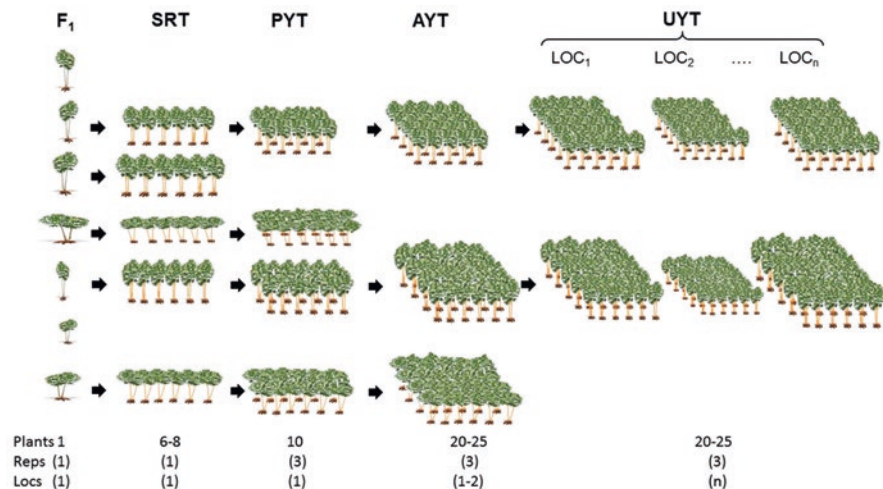 F₁ SRT PYT AYT UYT
LOC₁ LOC₂ .... LOCₙ
Plants 1 6-8 10 20-25 20-25
Reps (1) (1) (3) (3) (3)
Locs (1) (1) (1) (1-2) (n)